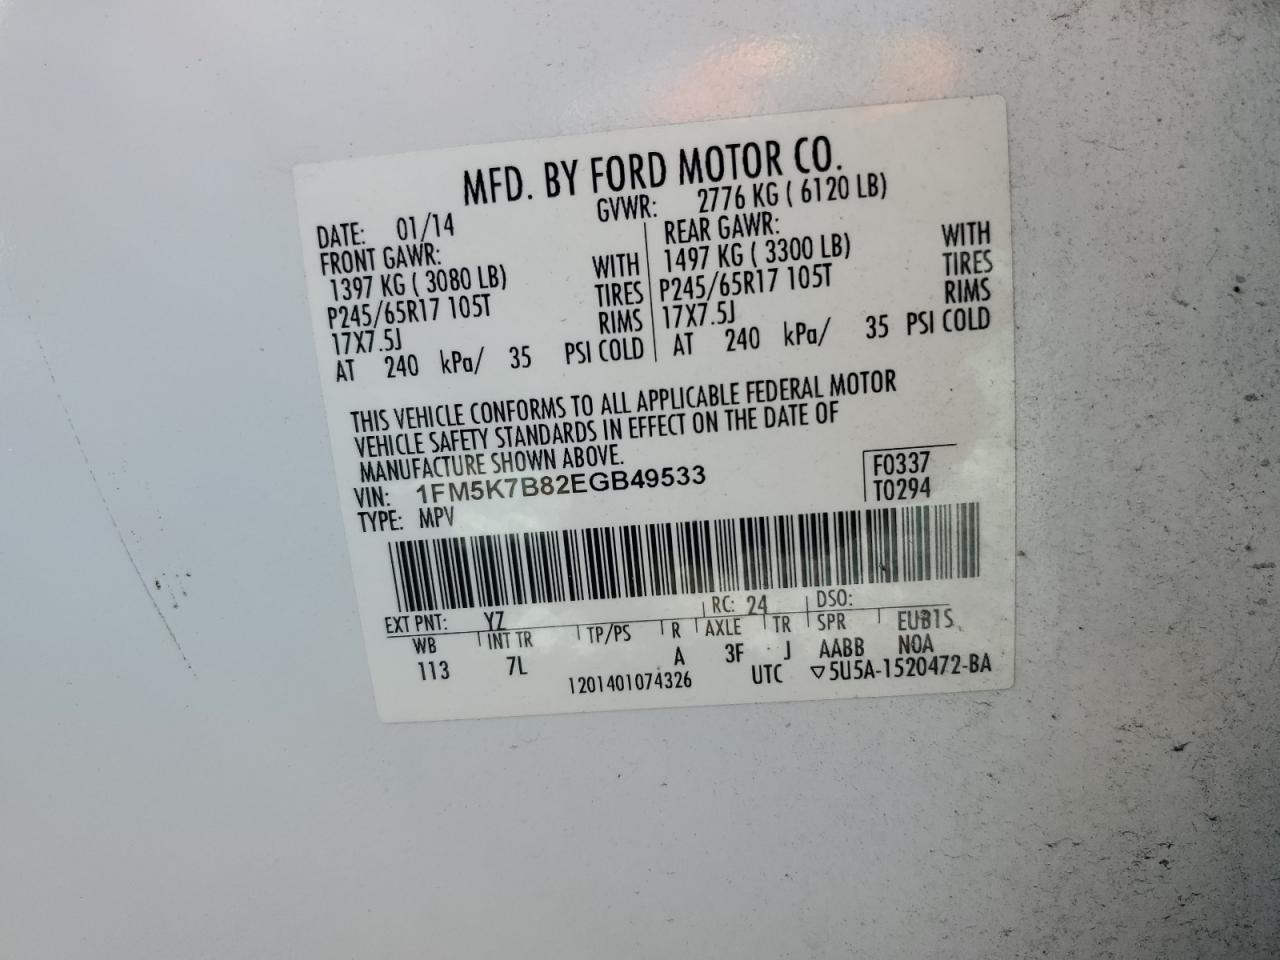 MFD. BY FORD MOTOR CO.
DATE: 01/14 GVWR: 2776 KG ( 6120 LB)
FRONT GAWR: REAR GAWR:
1397 KG ( 3080 LB) WITH 1497 KG ( 3300 LB) WITH
P245/65R17 105T TIRES P245/65R17 105T TIRES
17X7.5J RIMS 17X7.5J RIMS
AT 240 kPa/ 35 PSI COLD AT 240 kPa/ 35 PSI COLD
THIS VEHICLE CONFORMS TO ALL APPLICABLE FEDERAL MOTOR
VEHICLE SAFETY STANDARDS IN EFFECT ON THE DATE OF
MANUFACTURE SHOWN ABOVE.
VIN: 1FM5K7B82EGB49533 F0337
TYPE: MPV T0294
EXT PNT: YZ RC: 24 DSO:
WB INT TR TP/PS R AXLE TR SPR
113 7L A 3F J AABB N0A
1201401074326 UTC ▽5U5A-1520472-BA